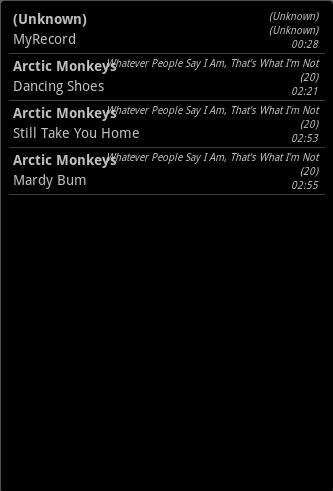 (Unknown)
(Unknown)
MyRecord
(Unknown)
00:28
Arctic Monkeys
Whatever People Say I Am, That's What I'm Not
Dancing Shoes
(20)
02:21
Arctic Monkeys
Whatever People Say I Am, That's What I'm Not
Still Take You Home
(20)
02:53
Arctic Monkeys
Whatever People Say I Am, That's What I'm Not
Mardy Bum
(20)
02:55